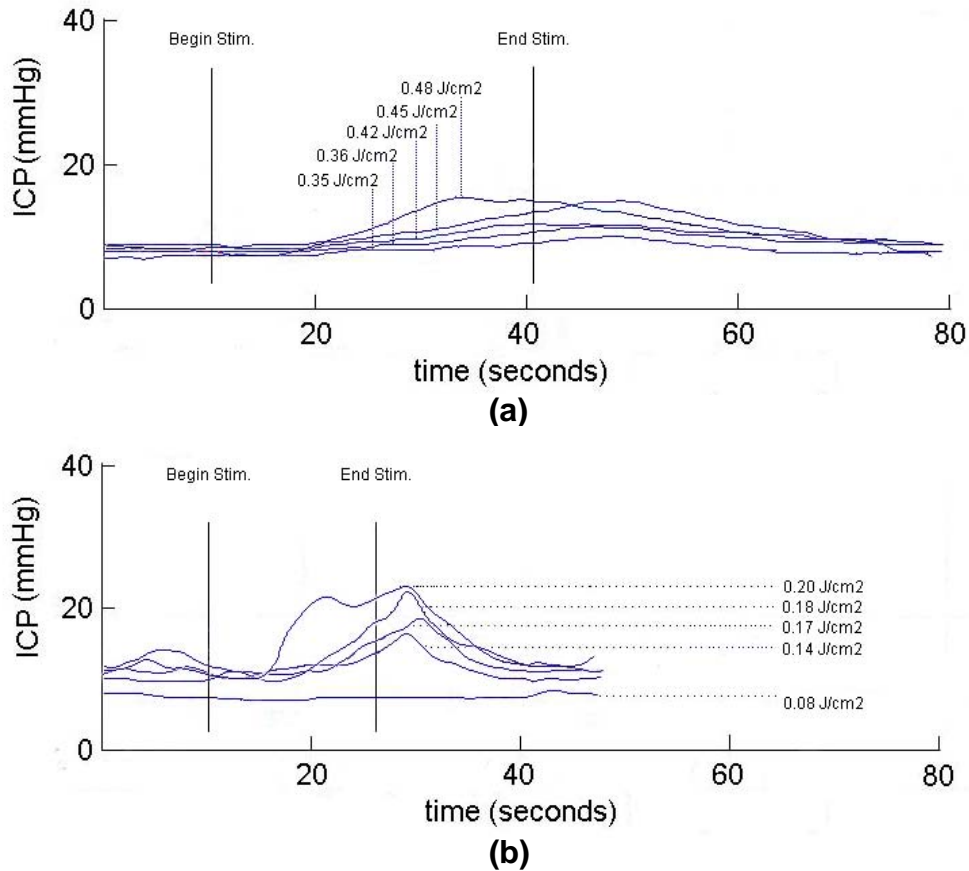 40
Begin Stim.
End Stim.
ICP (mmHg)
0.48 J/cm2
0.45 J/cm2
0.42 J/cm2
0.36 J/cm2
0.35 J/cm2
20
0
20
40
60
80
time (seconds)
(a)
40
Begin Stim.
End Stim.
ICP (mmHg)
0.20 J/cm2
20
0.18 J/cm2
0.17 J/cm2
0.14 J/cm2
0.08 J/cm2
0
20
40
60
80
time (seconds)
(b)